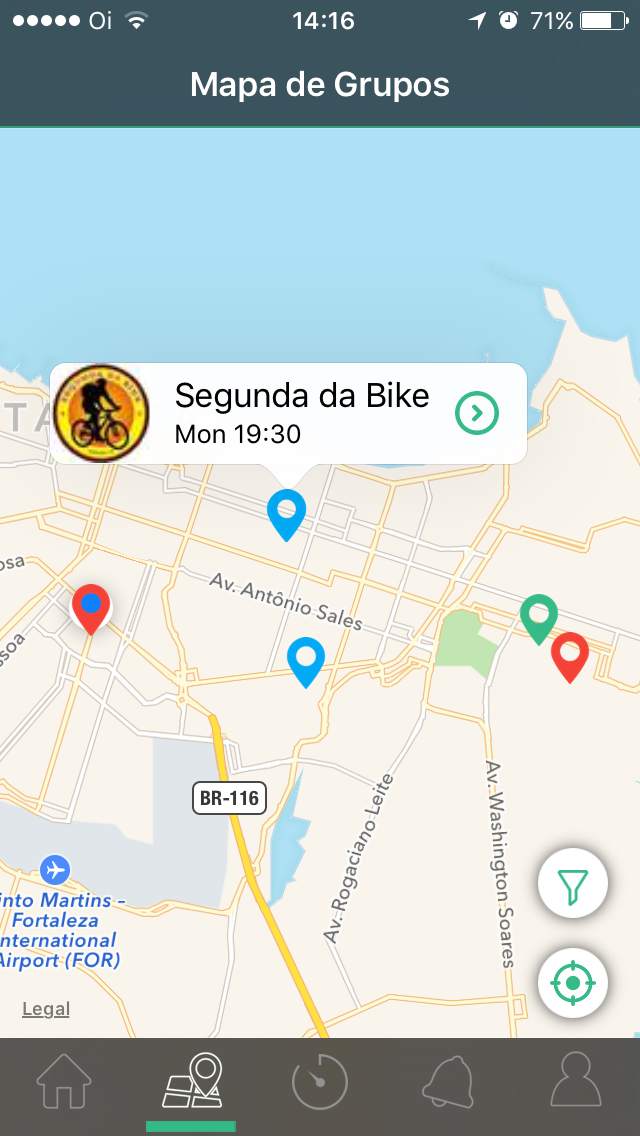 Oi 14:16 71%
Mapa de Grupos
TA
Segunda da Bike
Mon 19:30
osa
Av. Antônio Sales
ssoa
BR-116
Av. Rogaciano Leite
Av. Washington Soares
into Martins -
Fortaleza
nternational
Airport (FOR)
Legal